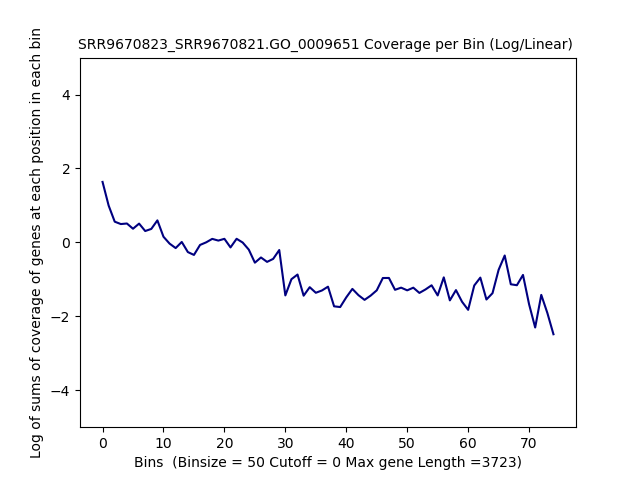 SRR9670823_SRR9670821.GO_0009651 Coverage per Bin (Log/Linear)
Log of sums of coverage of genes at each position in each bin
4
2
0
−2
−4
0 10 20 30 40 50 60 70
Bins  (Binsize = 50 Cutoff = 0 Max gene Length =3723)